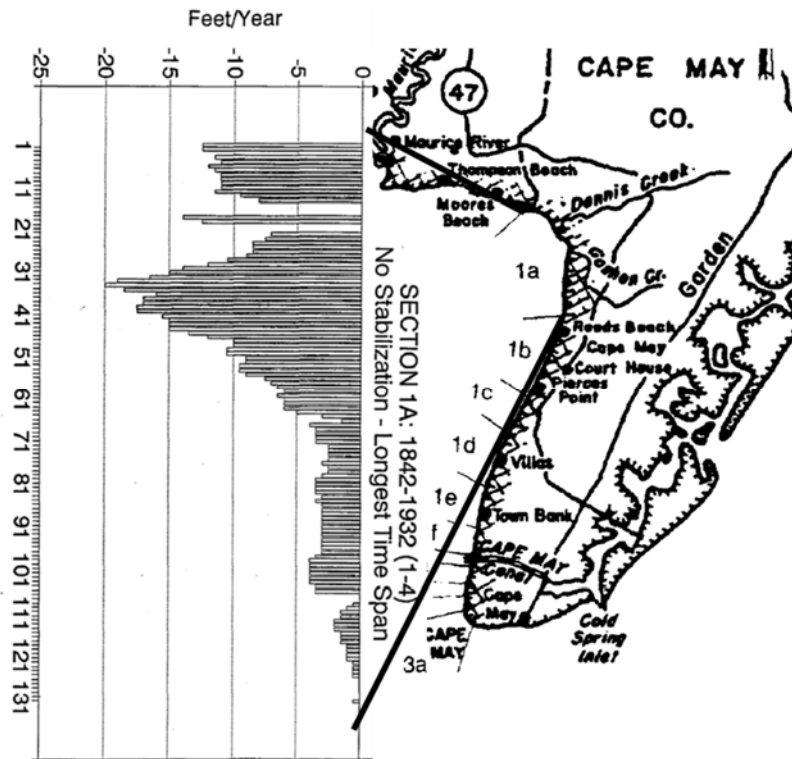 Feet/Year
-25
-20
-15
-10
-5
0
1
11
21
31
41
51
61
71
81
91
101
111
121
131
SECTION 1A: 1842-1932 (1-4)
No Stabilization - Longest Time Span
CAPE MAY
CO.
47
Maurice River
Thompson Beach
Moores
Beach
Dennis Creek
Goshen Cr.
Garden
1a
Reeds Beach
1b
Cape May
Court House
1c
Pierces
Point
1d
Villas
1e
Town Bank
f
CAPE MAY
Canal
Cape
May
CAPE
MAY
3a
Cold
Spring
Inlet